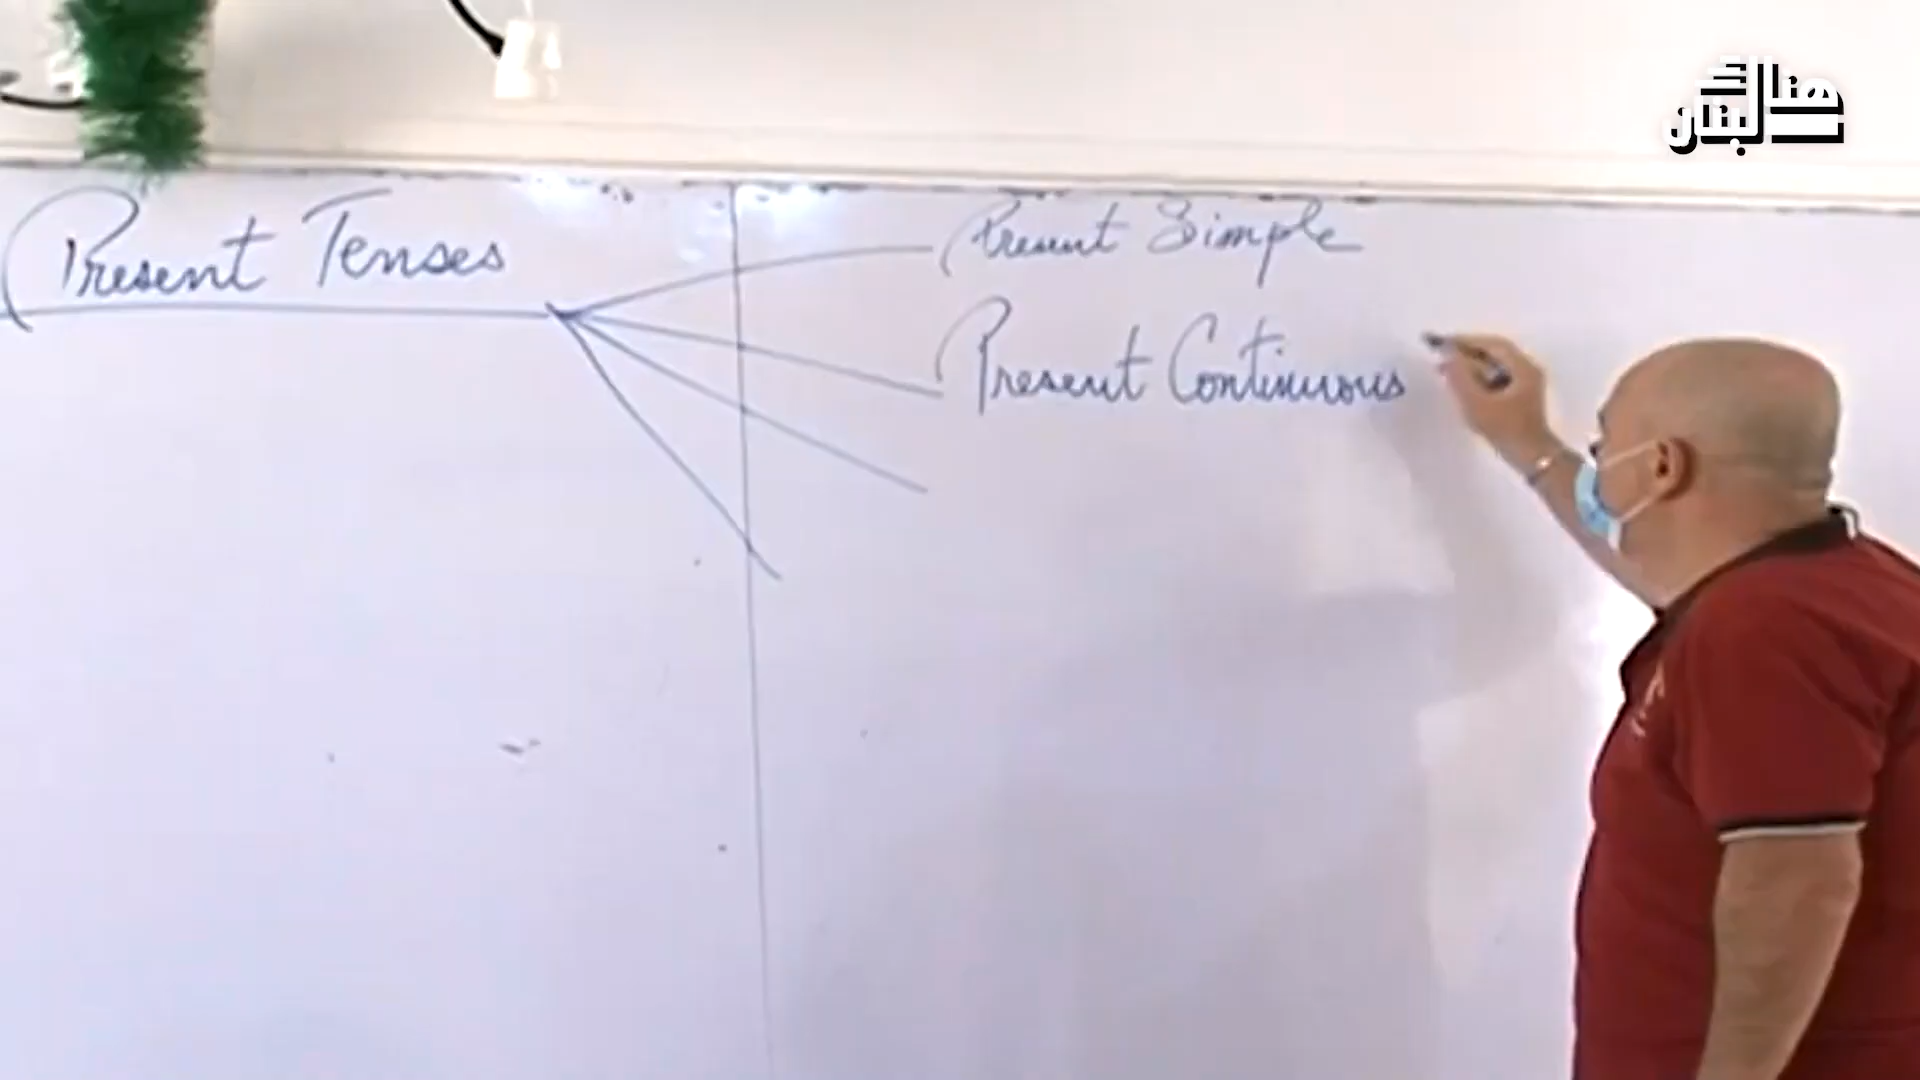 هنا لبنان
Present Tenses
Present Simple
Present Continuous